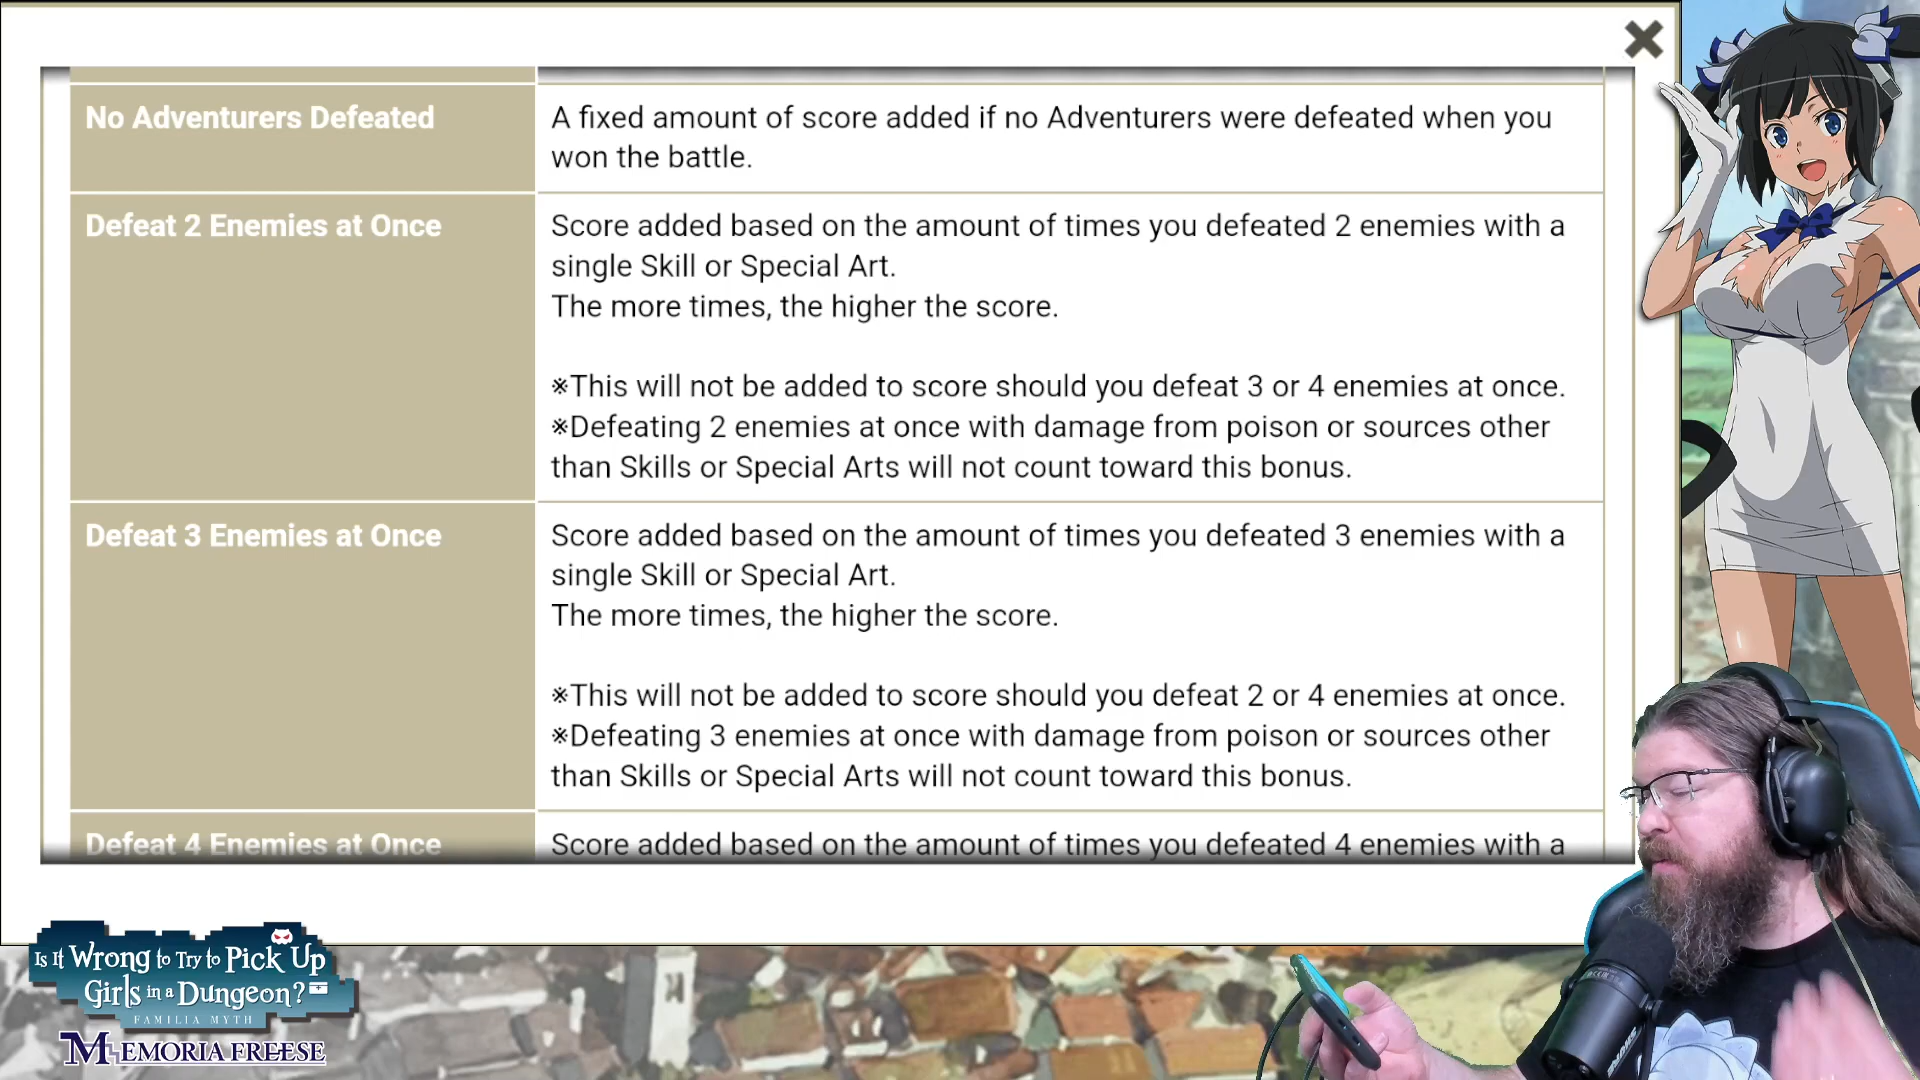 No Adventurers Defeated
A fixed amount of score added if no Adventurers were defeated when you
won the battle.
Defeat 2 Enemies at Once
Score added based on the amount of times you defeated 2 enemies with a
single Skill or Special Art.
The more times, the higher the score.
※This will not be added to score should you defeat 3 or 4 enemies at once.
※Defeating 2 enemies at once with damage from poison or sources other
than Skills or Special Arts will not count toward this bonus.
Defeat 3 Enemies at Once
Score added based on the amount of times you defeated 3 enemies with a
single Skill or Special Art.
The more times, the higher the score.
※This will not be added to score should you defeat 2 or 4 enemies at once.
※Defeating 3 enemies at once with damage from poison or sources other
than Skills or Special Arts will not count toward this bonus.
Defeat 4 Enemies at Once
Score added based on the amount of times you defeated 4 enemies with a
Is It Wrong to Try to Pick Up
Girls in a Dungeon?
FAMILIA MYTH
MEMORIA FREESE